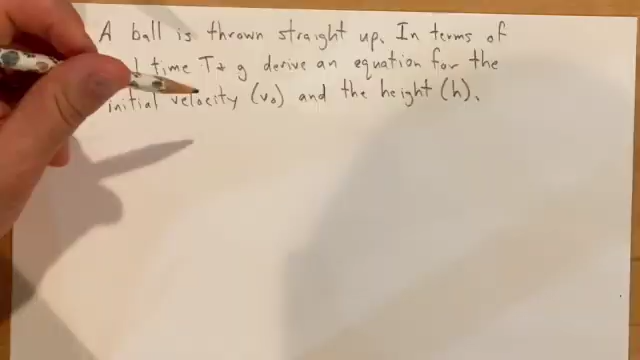 A ball is thrown straight up. In terms of
time T & g derive an equation for the
initial velocity (v₀) and the height (h).